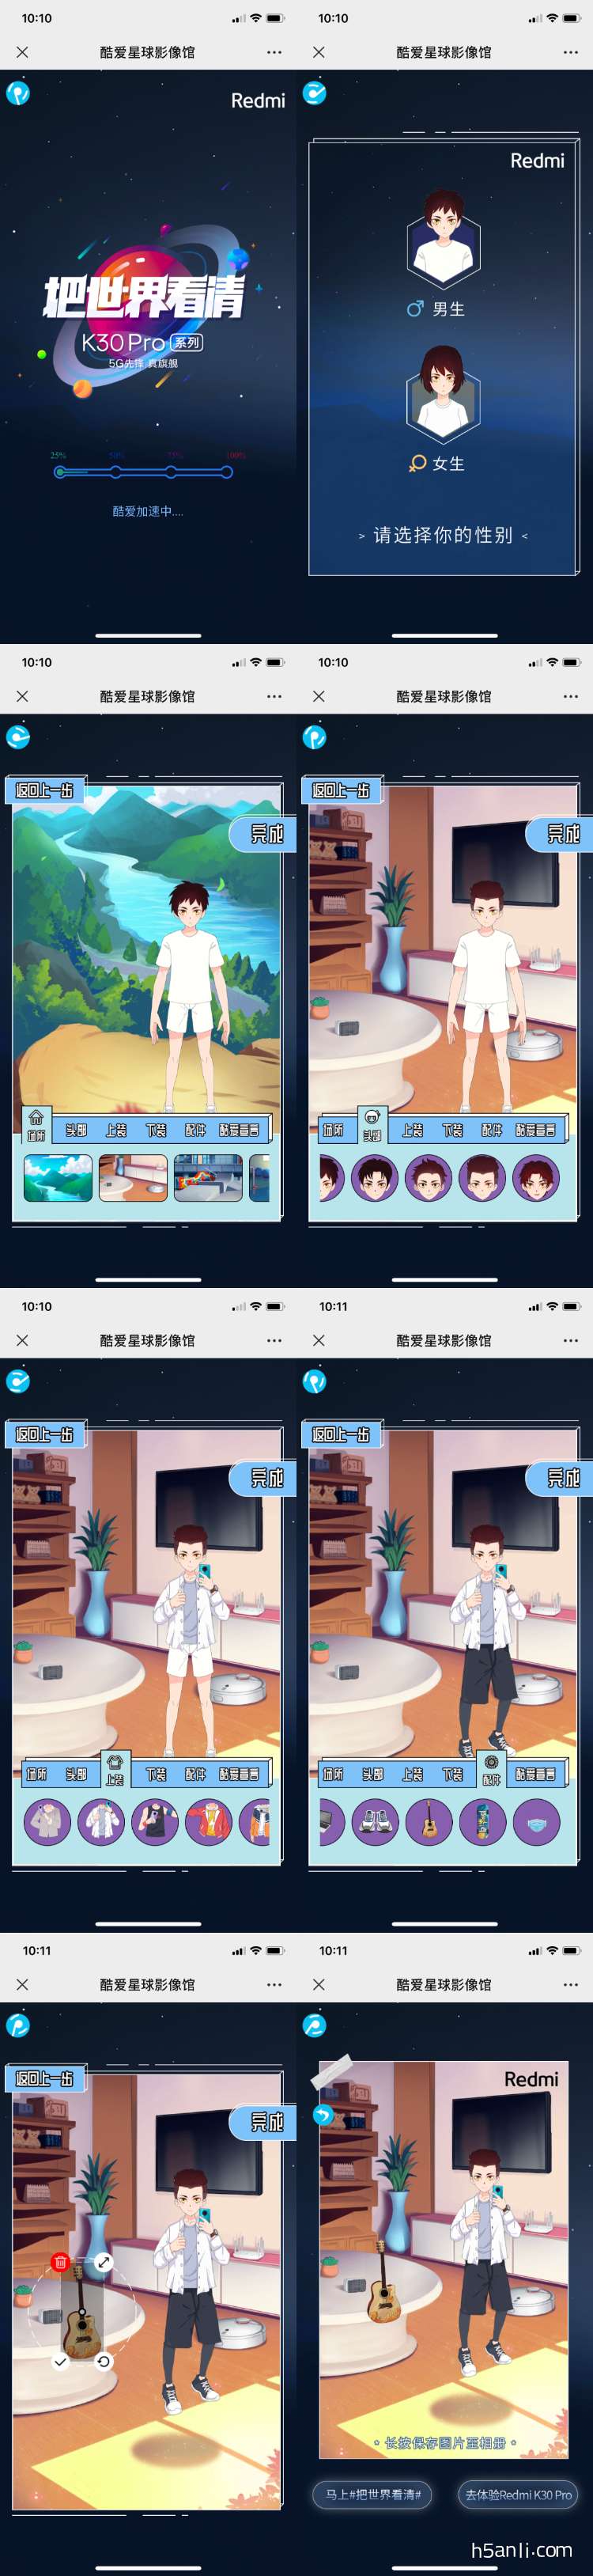 10:10
酷爱星球影像馆
Redmi
把世界看清
K30 Pro 系列
5G先锋 真旗舰
25% 50% 75% 100%
酷爱加速中....
10:10
酷爱星球影像馆
Redmi
男生
女生
> 请选择你的性别 <
10:10
酷爱星球影像馆
返回上一步
完成
场所 头部 上装 下装 配件 酷爱宣言
10:10
酷爱星球影像馆
返回上一步
完成
场所 头部 上装 下装 配件 酷爱宣言
10:10
酷爱星球影像馆
返回上一步
完成
场所 头部 上装 下装 配件 酷爱宣言
10:11
酷爱星球影像馆
返回上一步
完成
场所 头部 上装 下装 配件 酷爱宣言
10:11
酷爱星球影像馆
返回上一步
完成
10:11
酷爱星球影像馆
Redmi
长按保存图片至相册
马上#把世界看清#
去体验Redmi K30 Pro
h5anli.com